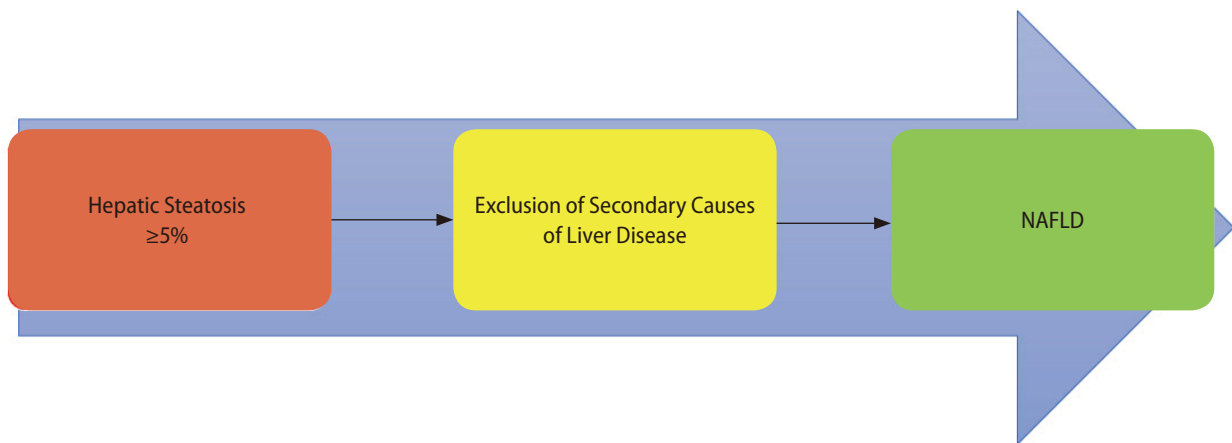 Hepatic Steatosis
≥5%
Exclusion of Secondary Causes
of Liver Disease
NAFLD